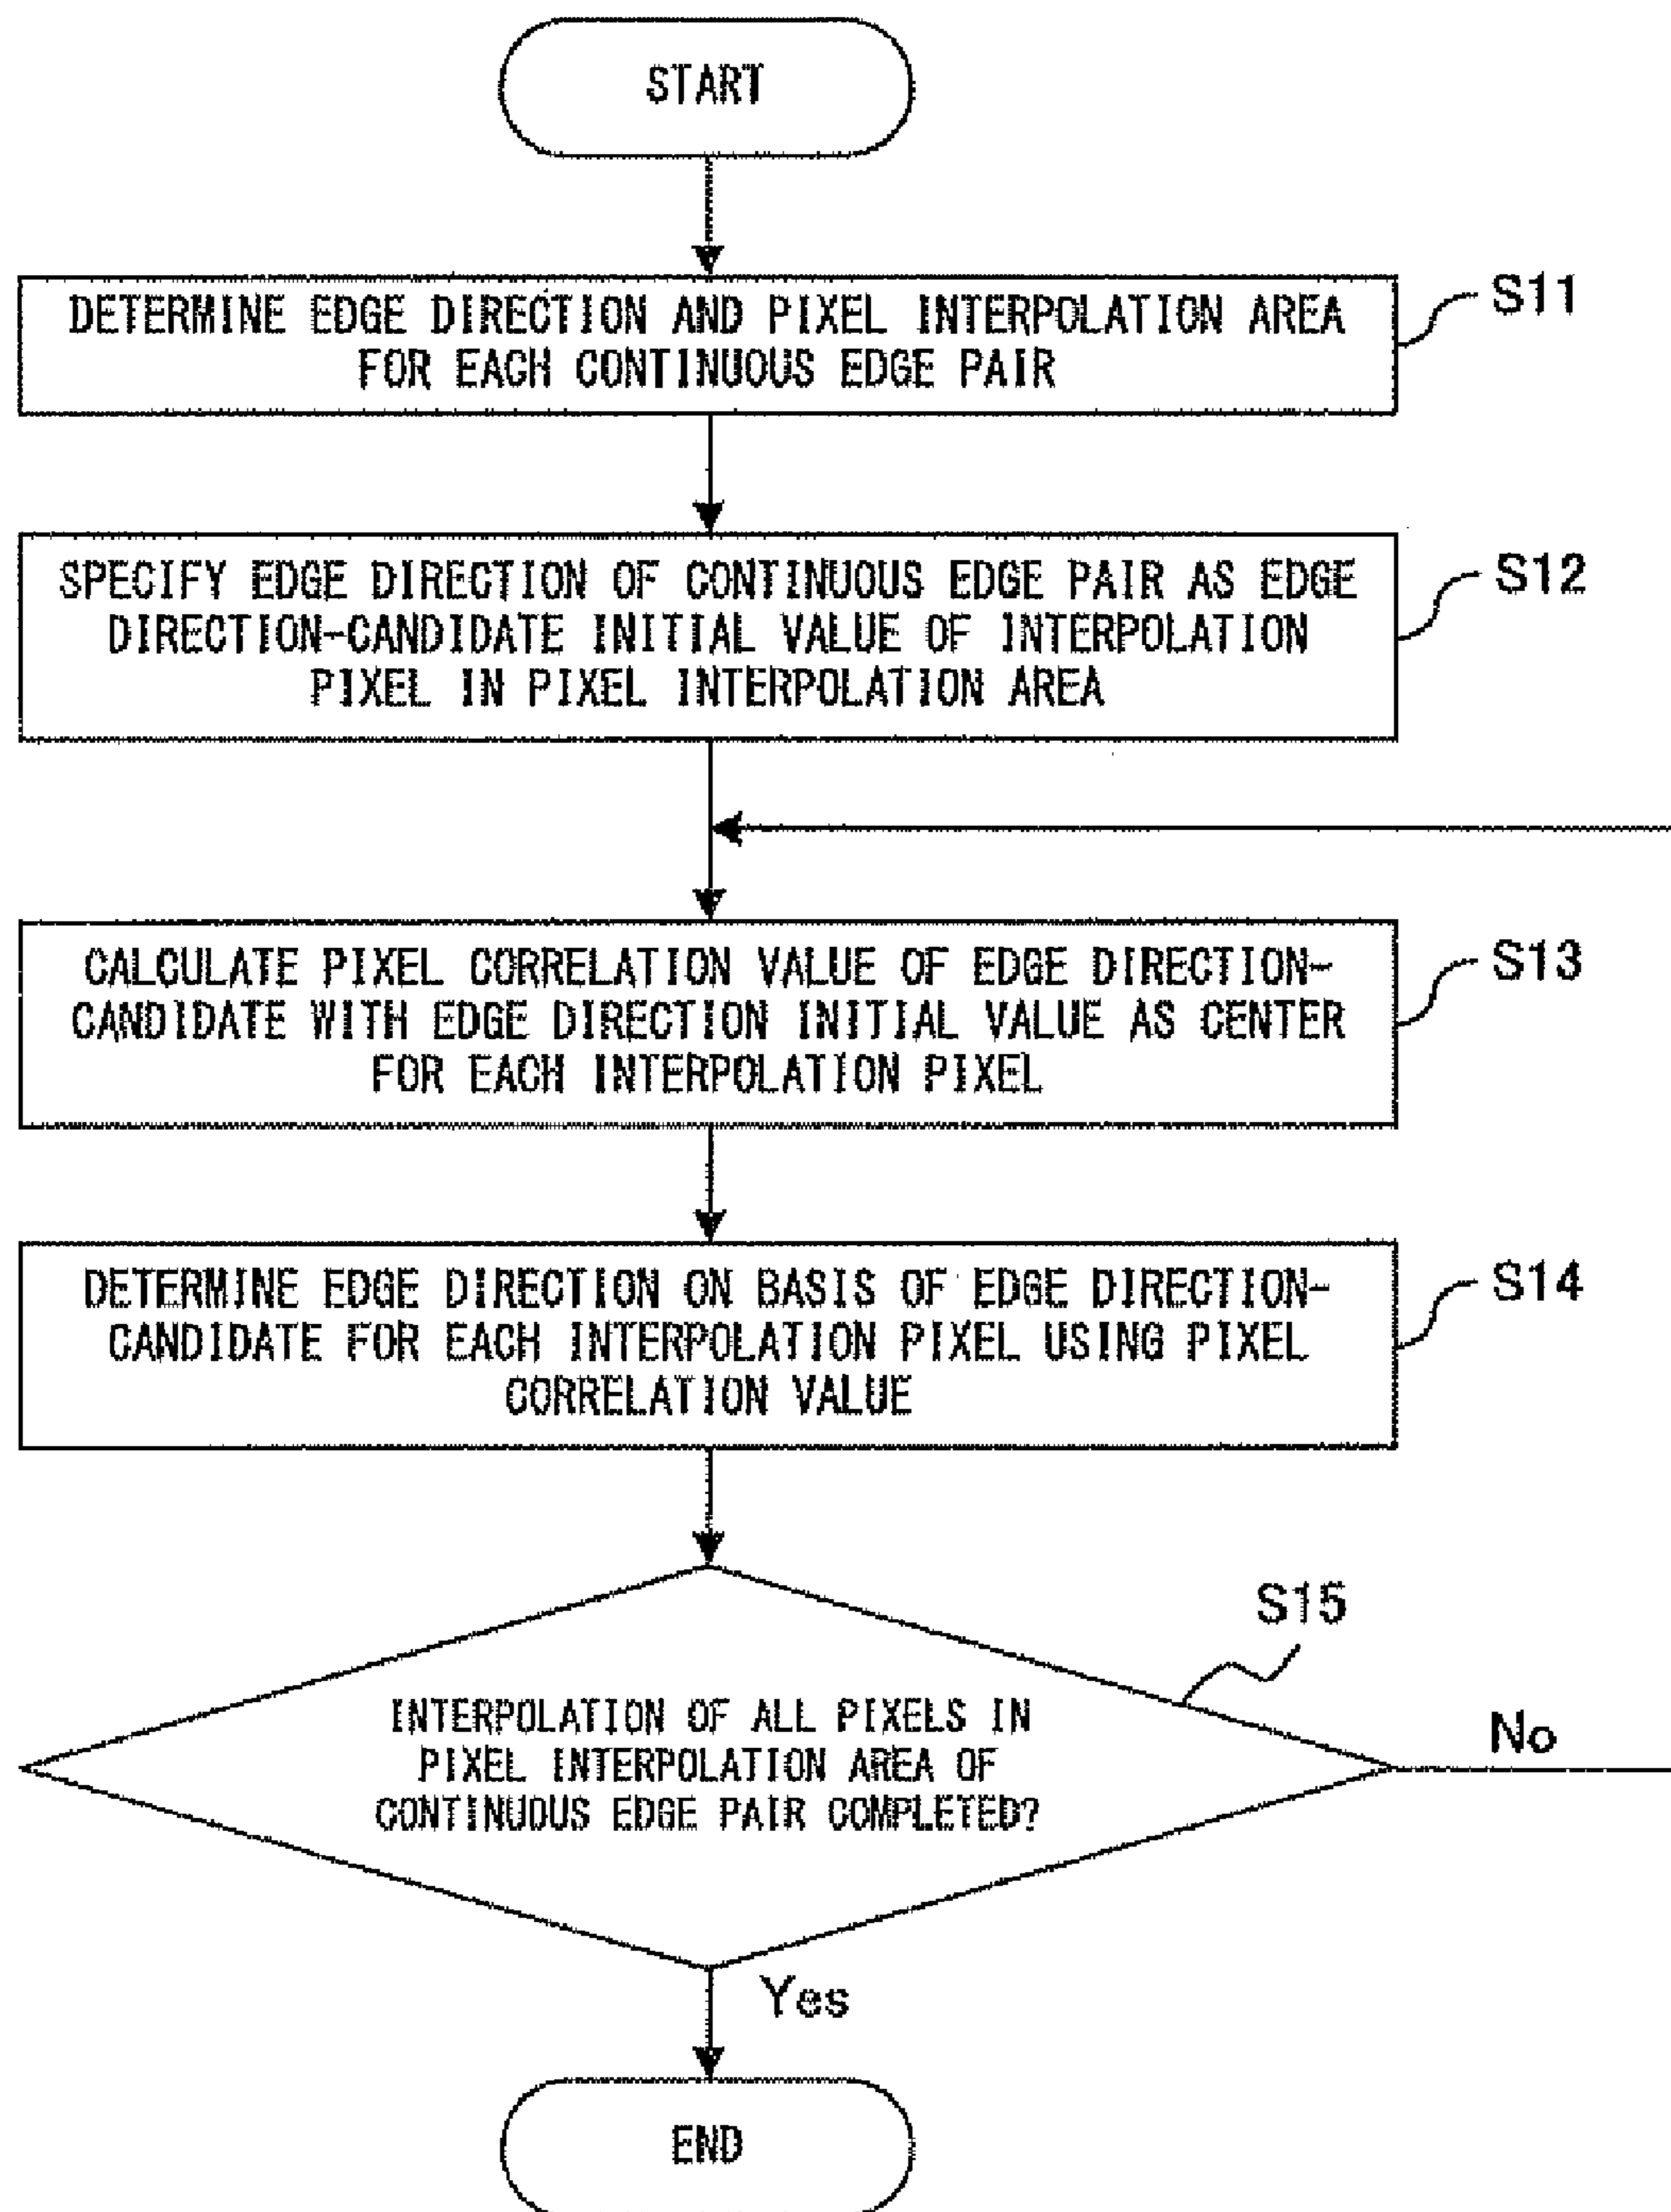 START
DETERMINE EDGE DIRECTION AND PIXEL INTERPOLATION AREA
FOR EACH CONTINUOUS EDGE PAIR
S11
SPECIFY EDGE DIRECTION OF CONTINUOUS EDGE PAIR AS EDGE
DIRECTION-CANDIDATE INITIAL VALUE OF INTERPOLATION
PIXEL IN PIXEL INTERPOLATION AREA
S12
CALCULATE PIXEL CORRELATION VALUE OF EDGE DIRECTION-
CANDIDATE WITH EDGE DIRECTION INITIAL VALUE AS CENTER
FOR EACH INTERPOLATION PIXEL
S13
DETERMINE EDGE DIRECTION ON BASIS OF EDGE DIRECTION-
CANDIDATE FOR EACH INTERPOLATION PIXEL USING PIXEL
CORRELATION VALUE
S14
S15
INTERPOLATION OF ALL PIXELS IN
PIXEL INTERPOLATION AREA OF
CONTINUOUS EDGE PAIR COMPLETED?
No
Yes
END